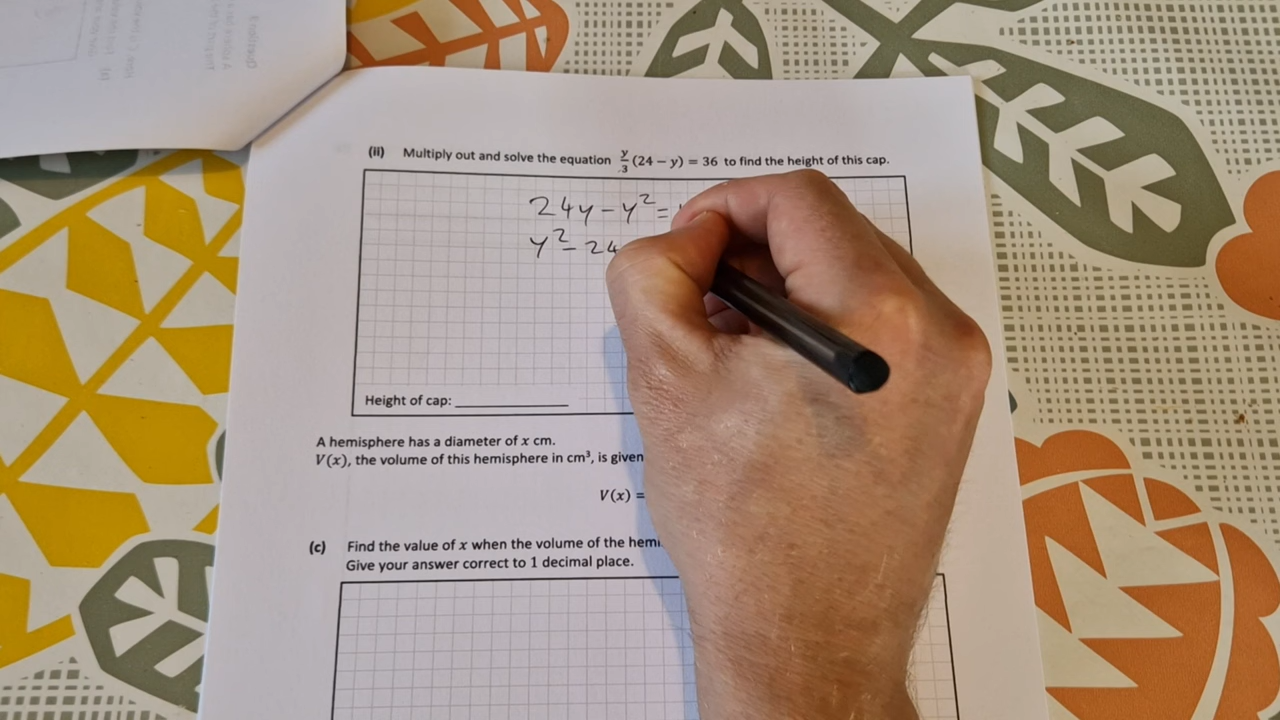 (ii) Multiply out and solve the equation y/3 (24 − y) = 36 to find the height of this cap.
24y − y² =
y² − 24
Height of cap: ____________
A hemisphere has a diameter of x cm.
V(x), the volume of this hemisphere in cm³, is given
V(x) =
(c) Find the value of x when the volume of the hemi
Give your answer correct to 1 decimal place.